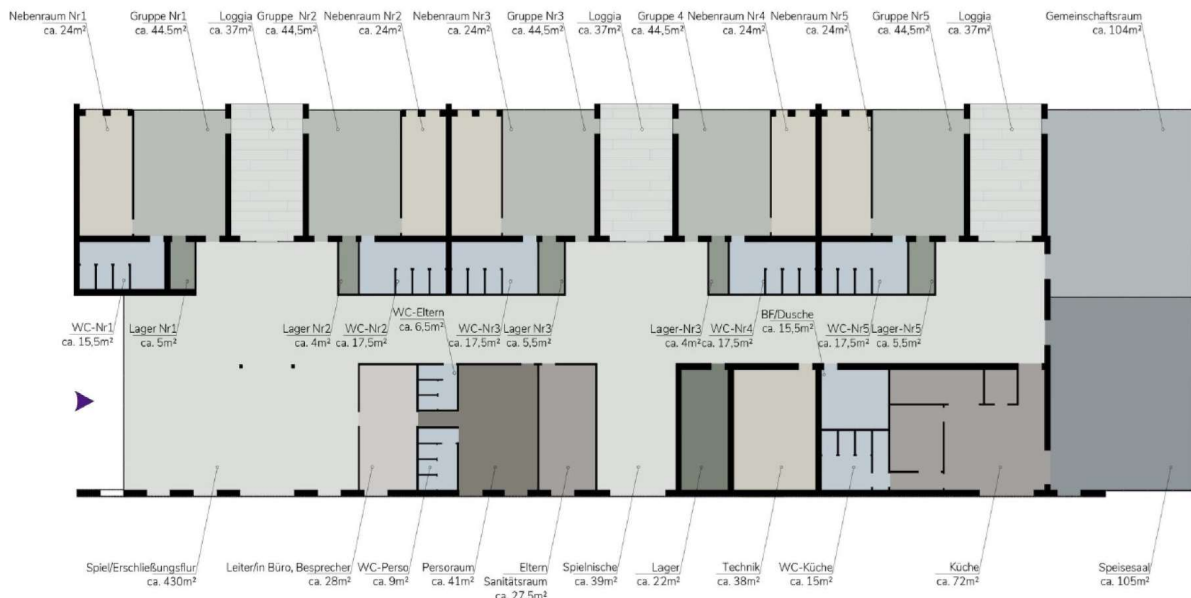 Nebenraum Nr1
ca. 24m²
Gruppe Nr1
ca. 44,5m²
Loggia
ca. 37m²
Gruppe Nr2
ca. 44,5m²
Nebenraum Nr2
ca. 24m²
Nebenraum Nr3
ca. 24m²
Gruppe Nr3
ca. 44,5m²
Loggia
ca. 37m²
Gruppe 4
ca. 44,5m²
Nebenraum Nr4
ca. 24m²
Nebenraum Nr5
ca. 24m²
Gruppe Nr5
ca. 44,5m²
Loggia
ca. 37m²
Gemeinschaftsraum
ca. 104m²
WC-Nr1
ca. 15,5m²
Lager Nr1
ca. 5m²
Lager Nr2
ca. 4m²
WC-Nr2
ca. 17,5m²
WC-Eltern
ca. 6,5m²
WC-Nr3
ca. 17,5m²
Lager Nr3
ca. 5,5m²
Lager-Nr3
ca. 4m²
WC-Nr4
ca. 17,5m²
BF/Dusche
ca. 15,5m²
WC-Nr5
ca. 17,5m²
Lager-Nr5
ca. 5,5m²
Spiel/Erschließungsflur
ca. 430m²
Leiter/in Büro, Besprecher
ca. 28m²
WC-Perso
ca. 9m²
Persoraum
ca. 41m²
Eltern
Sanitätsraum
ca. 27,5m²
Spielnische
ca. 39m²
Lager
ca. 22m²
Technik
ca. 38m²
WC-Küche
ca. 15m²
Küche
ca. 72m²
Speisesaal
ca. 105m²